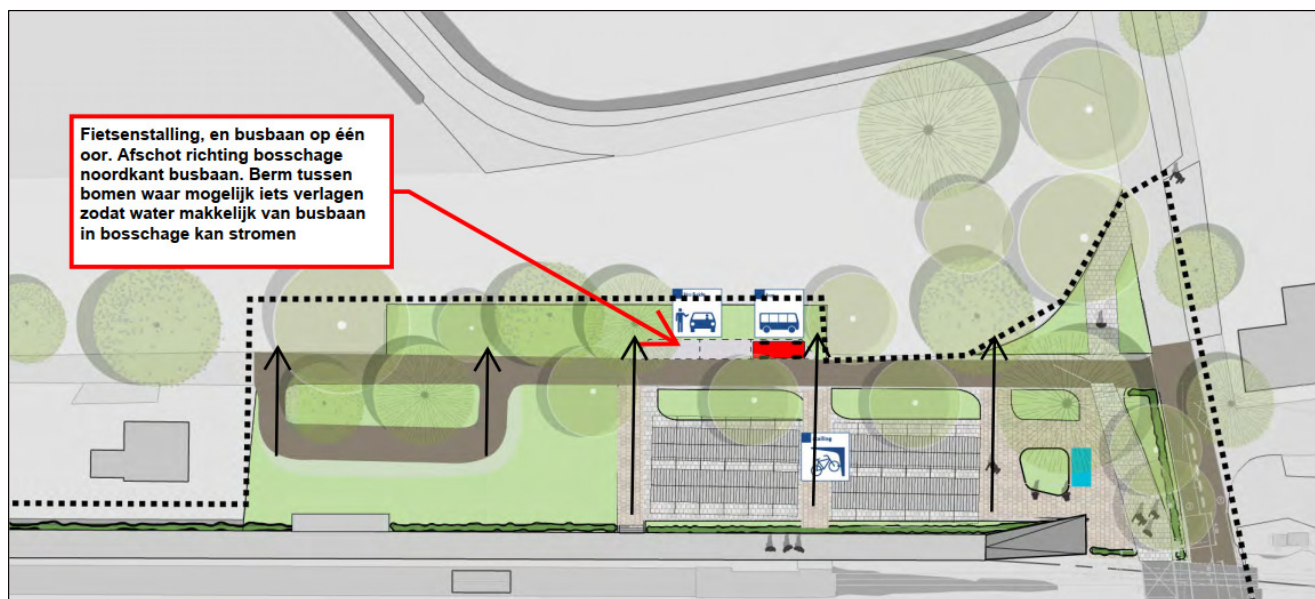 Fietsenstalling, en busbaan op één
oor. Afschot richting bosschage
noordkant busbaan. Berm tussen
bomen waar mogelijk iets verlagen
zodat water makkelijk van busbaan
in bosschage kan stromen